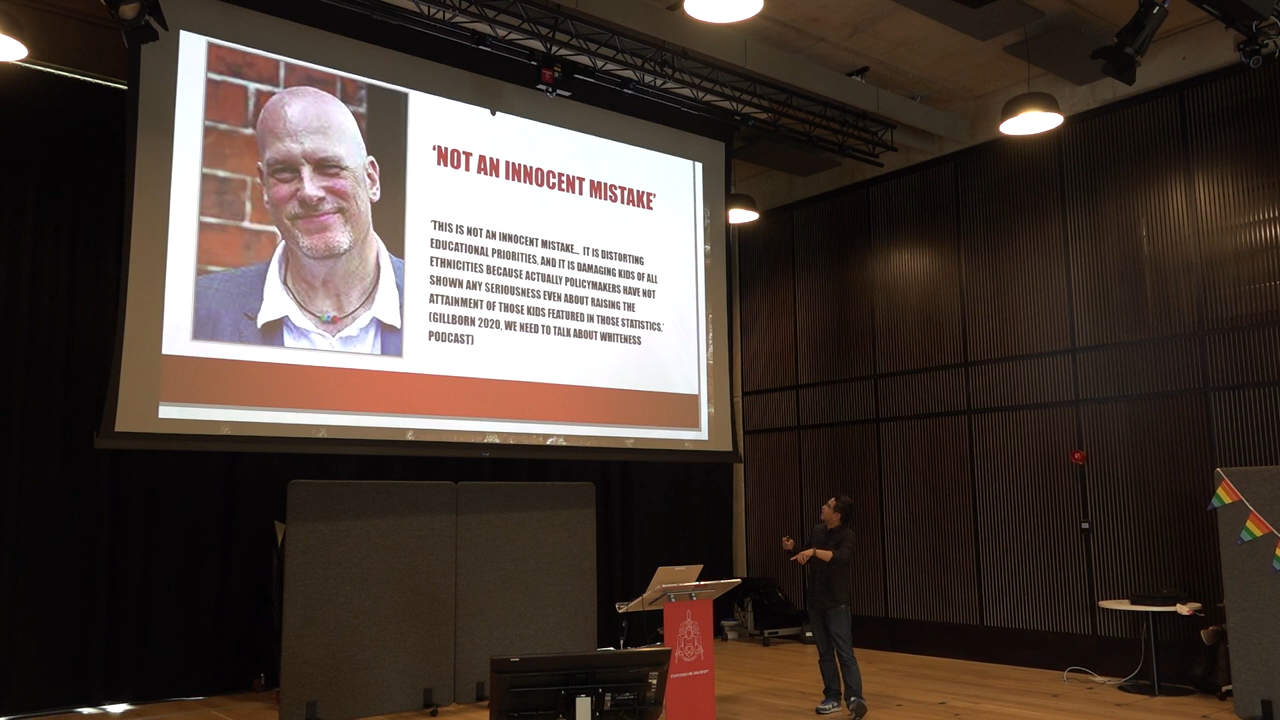 ‘NOT AN INNOCENT MISTAKE’
‘THIS IS NOT AN INNOCENT MISTAKE... IT IS DISTORTING
EDUCATIONAL PRIORITIES, AND IT IS DAMAGING KIDS OF ALL
ETHNICITIES BECAUSE ACTUALLY POLICYMAKERS HAVE NOT
SHOWN ANY SERIOUSNESS EVEN ABOUT RAISING THE
ATTAINMENT OF THOSE KIDS FEATURED IN THOSE STATISTICS.’
(GILLBORN 2020, WE NEED TO TALK ABOUT WHITENESS
PODCAST)